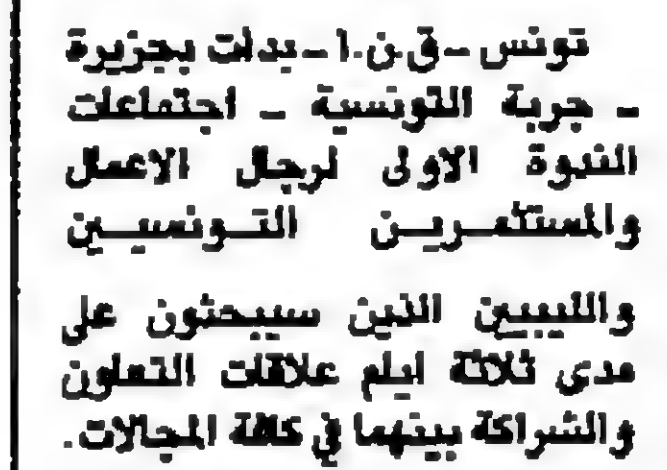 تونس ـ ق.ن.ا ـ بدأت بجزيرة
ـ جربة التونسية ـ اجتماعات
الندوة الاولى لرجال الاعمال
والمستثمرين التونسيين
والليبيين الذين سيبحثون على
مدى ثلاثة ايام علاقات التعاون
والشراكة بينهما في كافة المجالات.